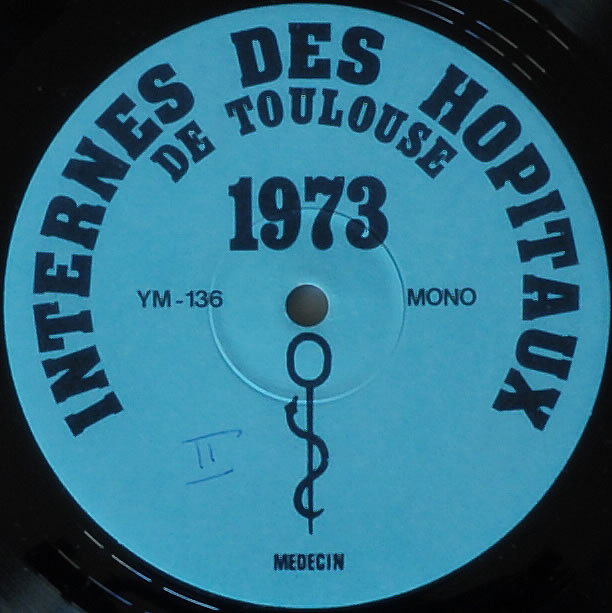 INTERNES DES HOPITAUX
DE TOULOUSE
1973
YM-136
MONO
II
MEDECIN